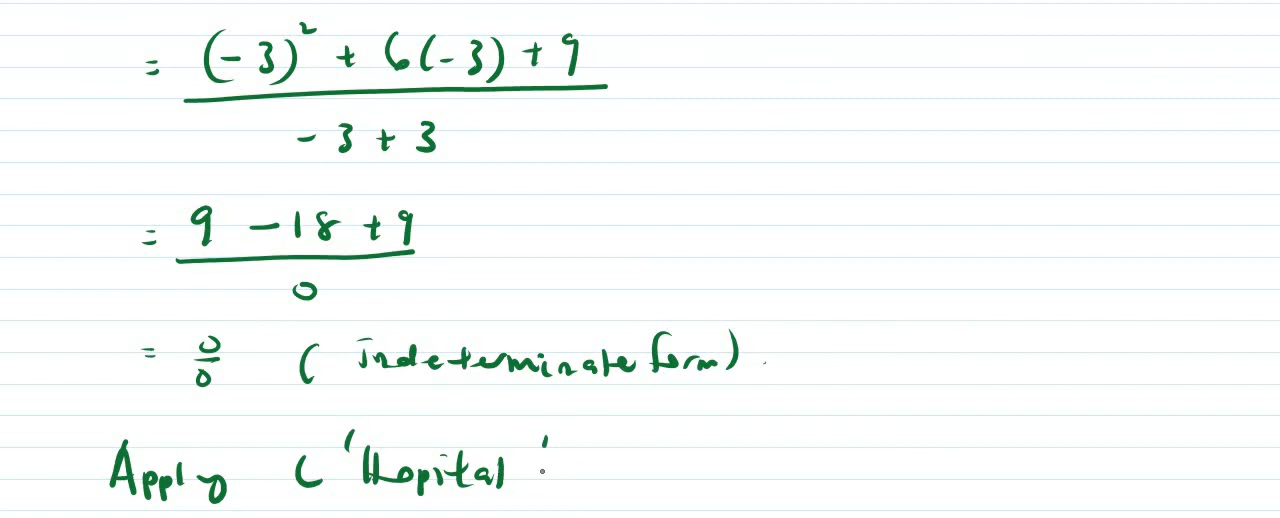 = (-3)² + 6(-3) + 9
-3 + 3
= 9 - 18 + 9
0
= 0/0 ( Indeterminate form) .
Apply L 'Hopital '